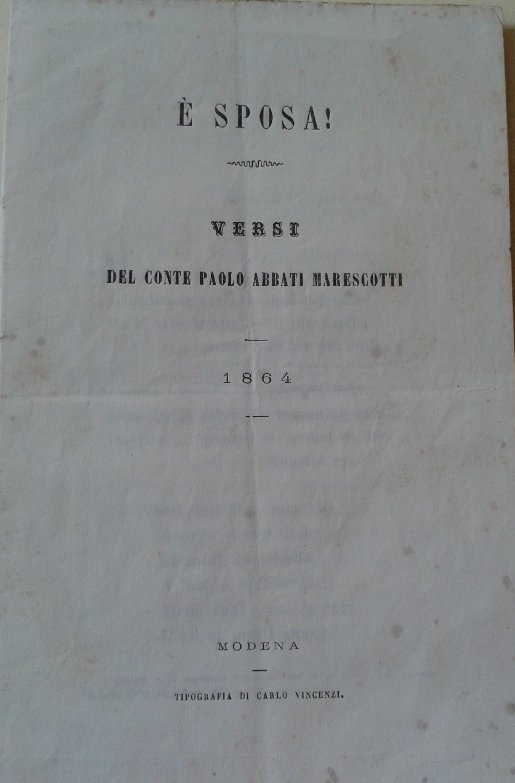 È SPOSA!
VERSI
DEL CONTE PAOLO ABBATI MARESCOTTI
1864
MODENA
TIPOGRAFIA DI CARLO VINCENZI.